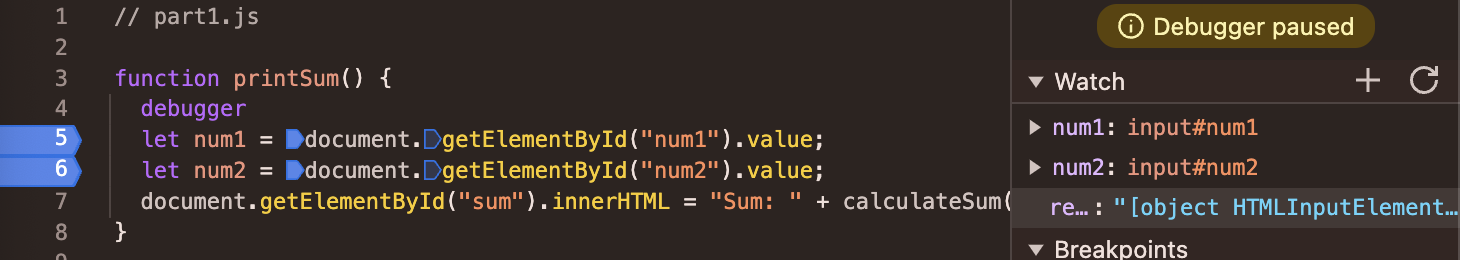 1 // part1.js
2
3 function printSum() {
4 debugger
5 let num1 = document.getElementById("num1").value;
6 let num2 = document.getElementById("num2").value;
7 document.getElementById("sum").innerHTML = "Sum: " + calculateSum(
8 }
9
Debugger paused
Watch
num1: input#num1
num2: input#num2
re…: "[object HTMLInputElement…
Breakpoints